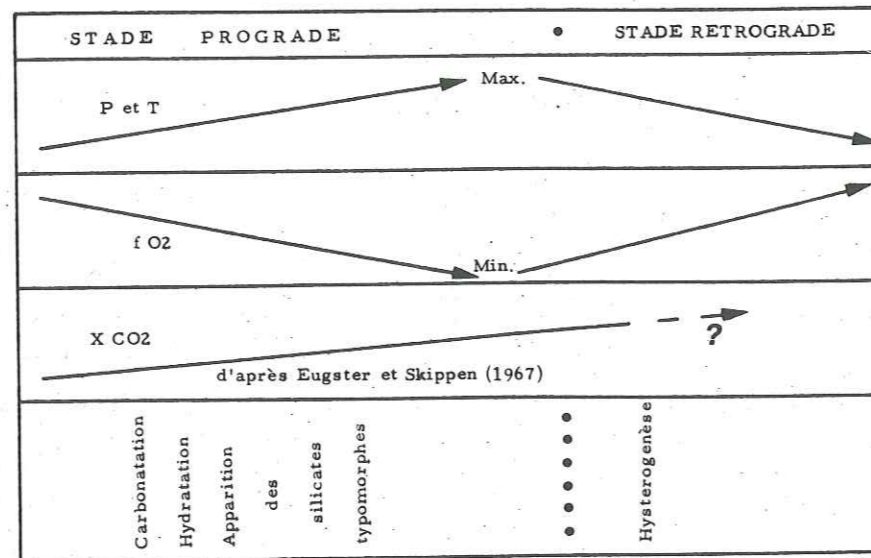 STADE PROGRADE • STADE RETROGRADE
P et T
Max.
f O2
Min.
X CO2
?
d'après Eugster et Skippen (1967)
Carbonatation
Hydratation
Apparition
des
silicates
typomorphes
Hysterogenèse